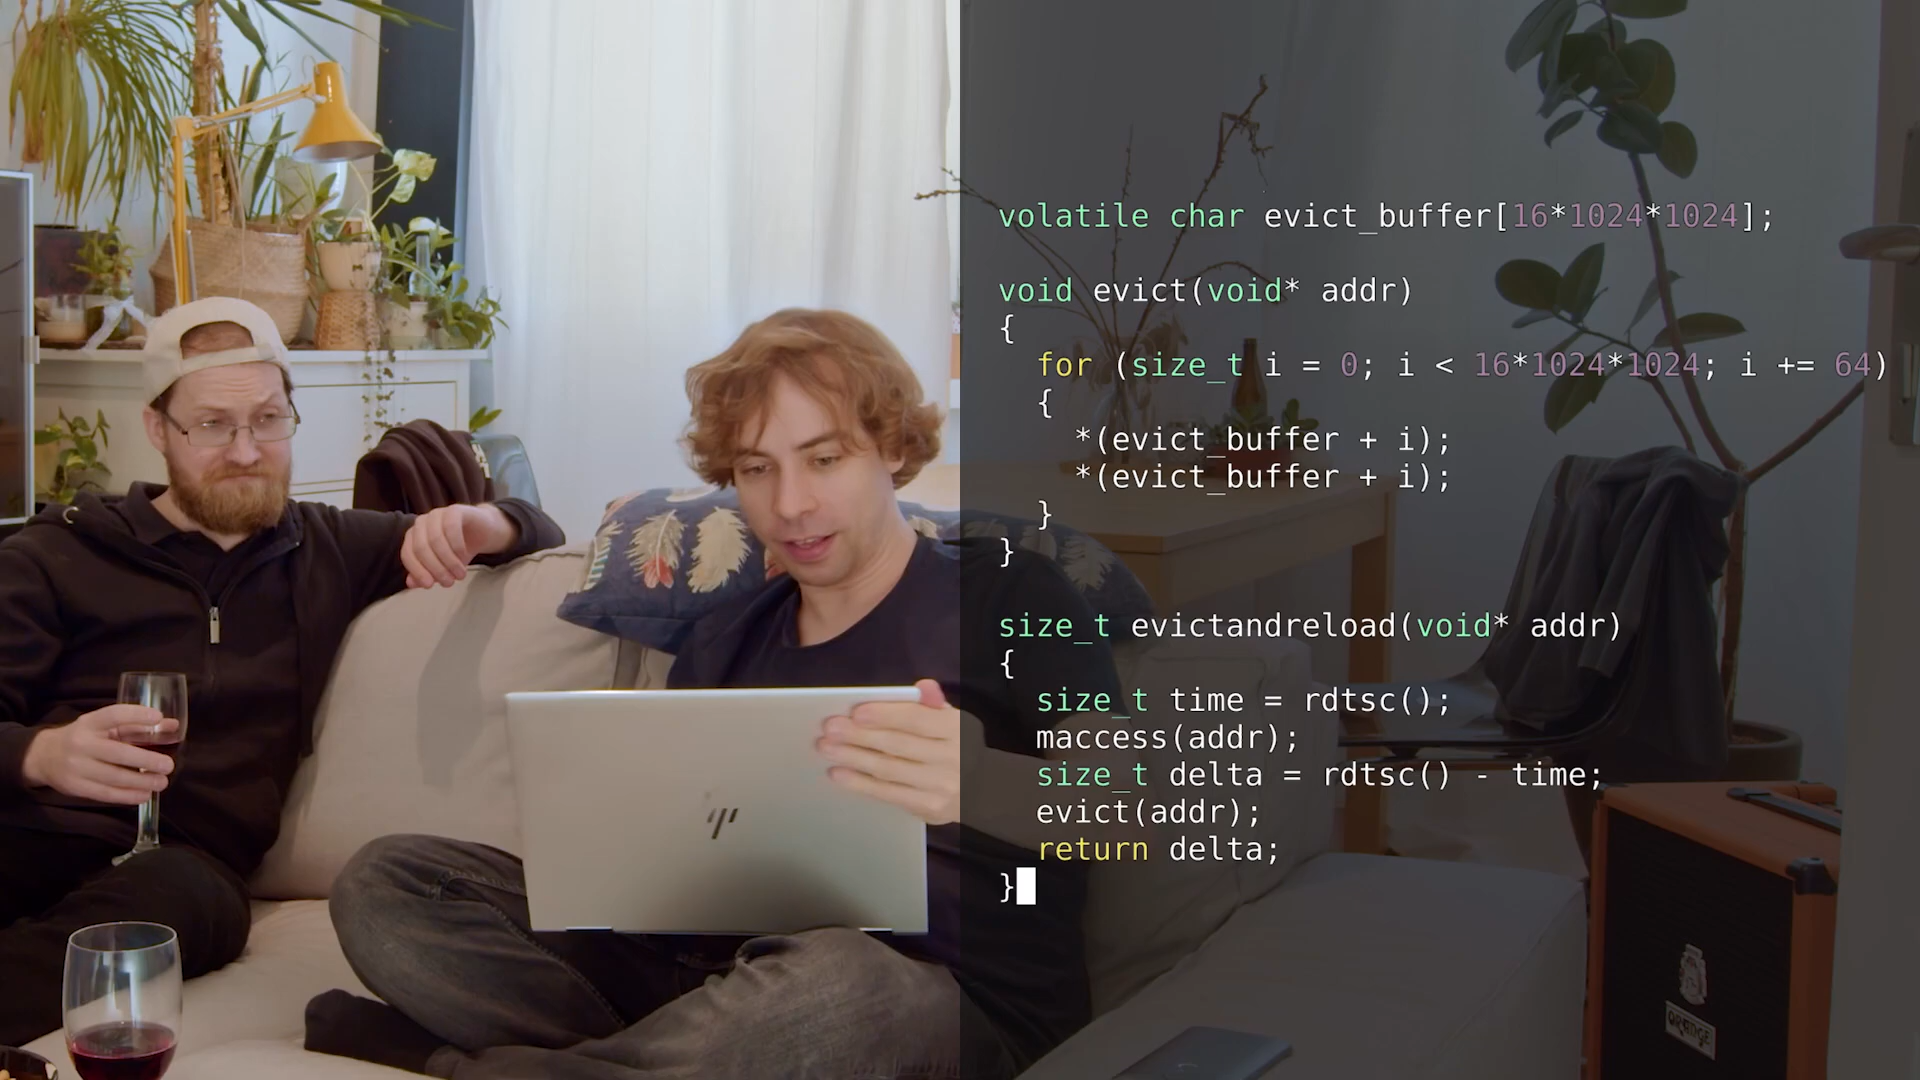 volatile char evict_buffer[16*1024*1024];
void evict(void* addr)
{
  for (size_t i = 0; i < 16*1024*1024; i += 64)
  {
    *(evict_buffer + i);
    *(evict_buffer + i);
  }
}
size_t evictandreload(void* addr)
{
  size_t time = rdtsc();
  maccess(addr);
  size_t delta = rdtsc() - time;
  evict(addr);
  return delta;
}
ORANGE